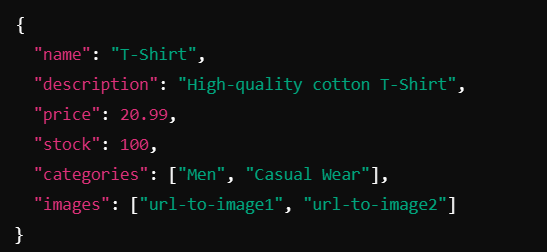 {
  "name": "T-Shirt",
  "description": "High-quality cotton T-Shirt",
  "price": 20.99,
  "stock": 100,
  "categories": ["Men", "Casual Wear"],
  "images": ["url-to-image1", "url-to-image2"]
}